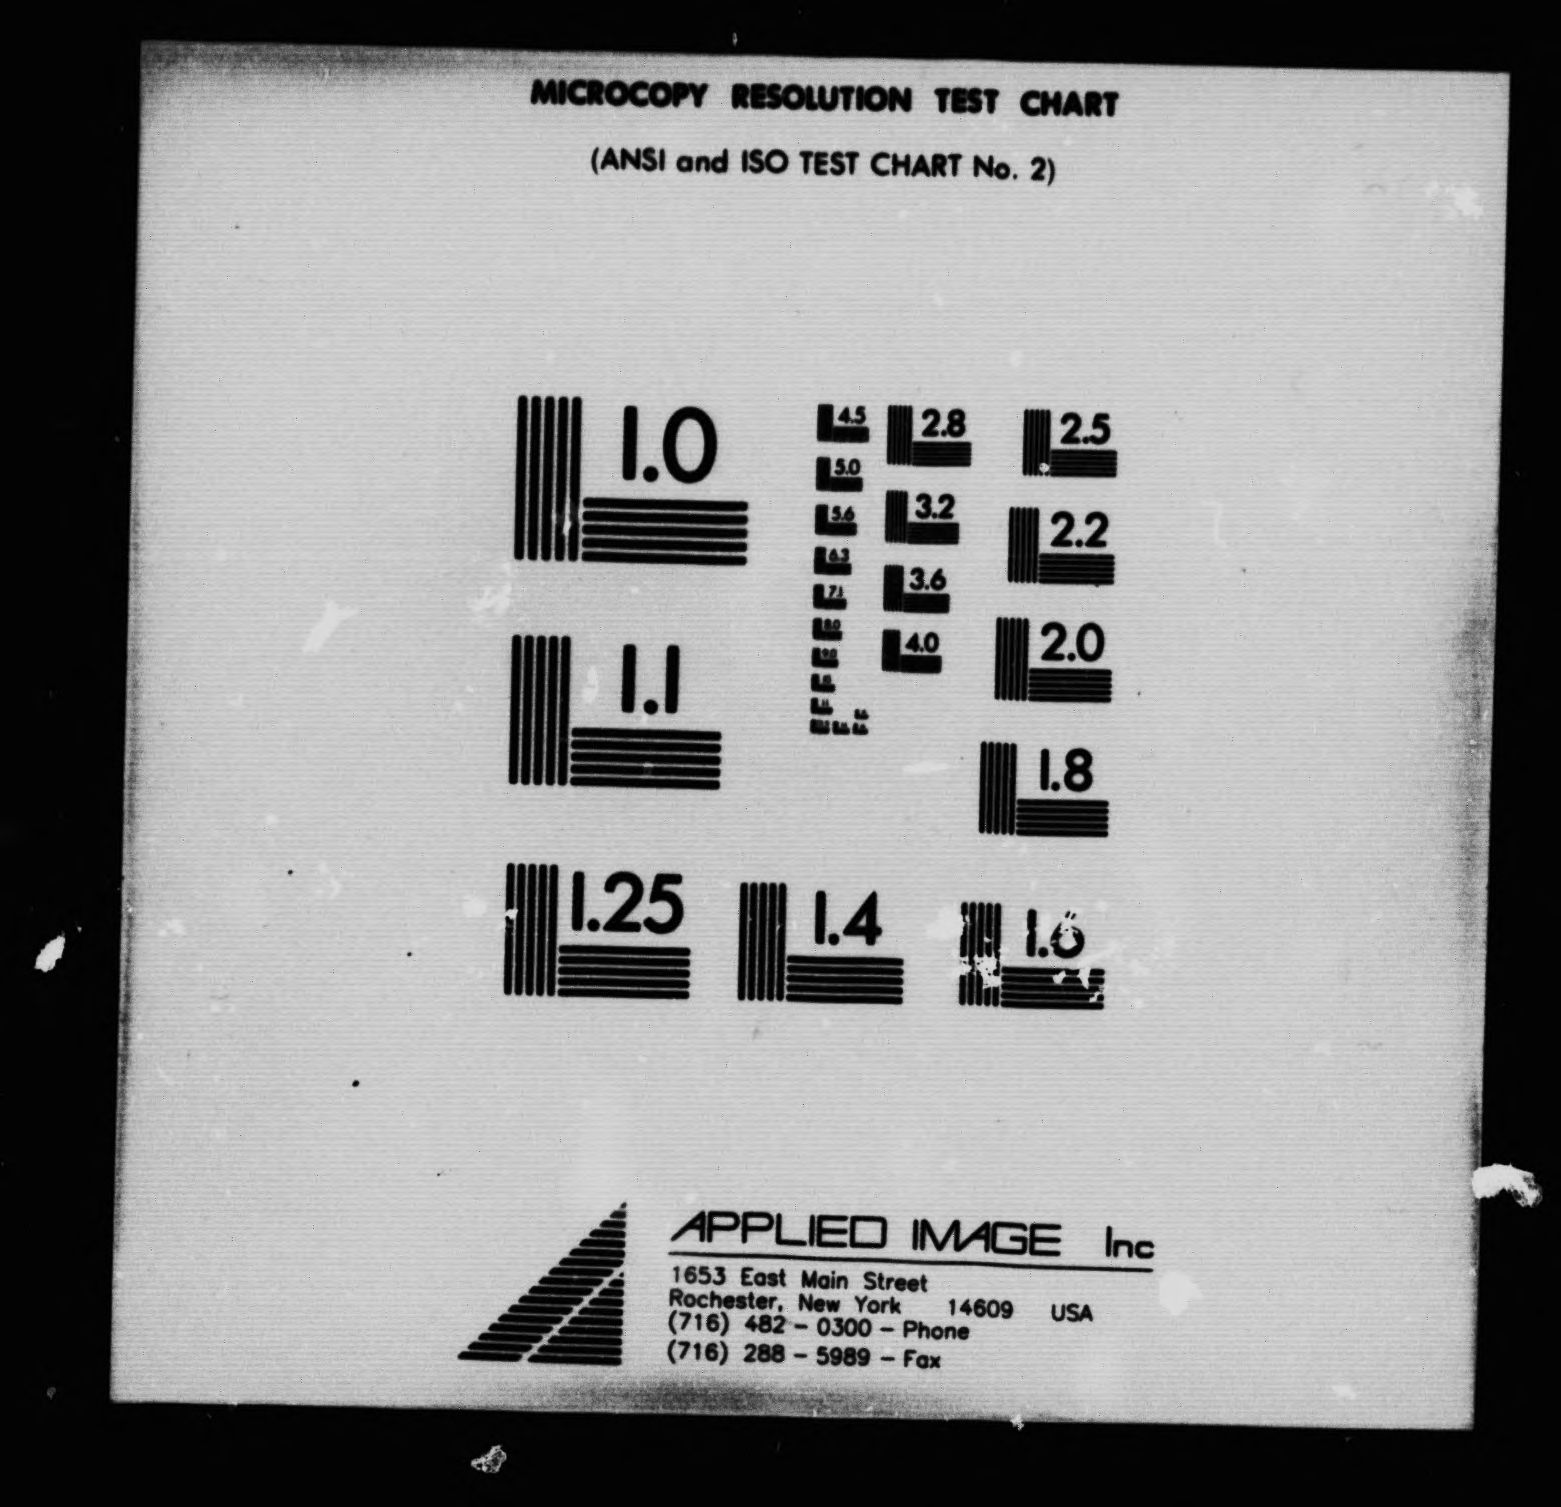 MICROCOPY RESOLUTION TEST CHART
(ANSI and ISO TEST CHART No. 2)
1.0
4.5 2.8 2.5
5.0
3.2
5.6
2.2
6.3
3.6
7.1
8.0
4.0
2.0
9.0
1.1
1.8
1.25 1.4 1.6
APPLIED IMAGE Inc
1653 East Main Street
Rochester, New York 14609 USA
(716) 482 - 0300 - Phone
(716) 288 - 5989 - Fax